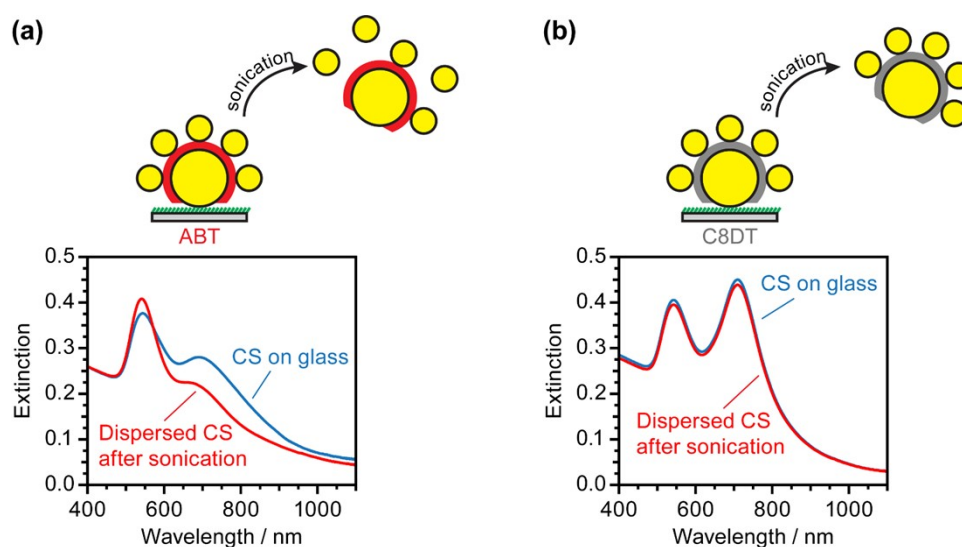 (a)
sonication
ABT
0.5
0.4
0.3
0.2
0.1
0.0
Extinction
CS on glass
Dispersed CS
after sonication
400 600 800 1000
Wavelength / nm
(b)
sonication
C8DT
0.5
0.4
0.3
0.2
0.1
0.0
Extinction
CS on glass
Dispersed CS
after sonication
400 600 800 1000
Wavelength / nm